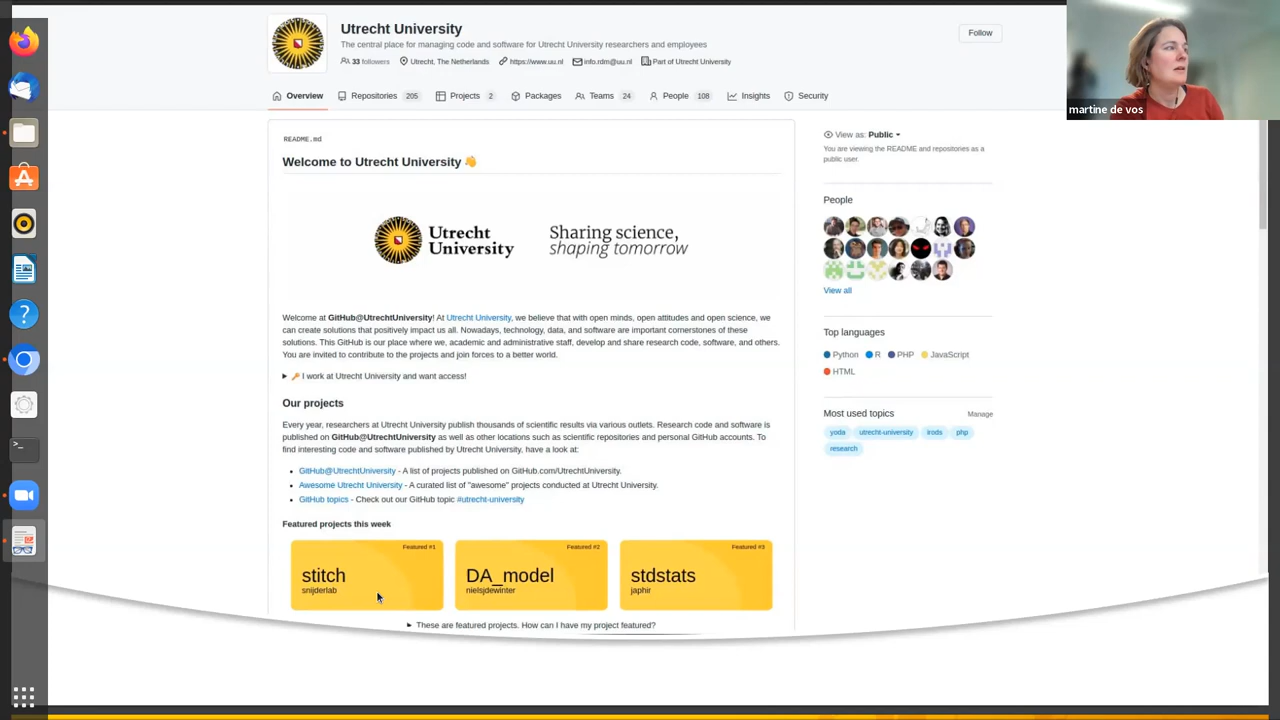 Utrecht University
The central place for managing code and software for Utrecht University researchers and employees
33 followers Utrecht, The Netherlands https://www.uu.nl info.rdm@uu.nl Part of Utrecht University
Follow
martine de vos
Overview Repositories 205 Projects 2 Packages Teams 24 People 108 Insights Security
README.md
Welcome to Utrecht University 👋
Utrecht University
Sharing science,
shaping tomorrow
Welcome at GitHub@UtrechtUniversity! At Utrecht University, we believe that with open minds, open attitudes and open science, we
can create solutions that positively impact us all. Nowadays, technology, data, and software are important cornerstones of these
solutions. This GitHub is our place where we, academic and administrative staff, develop and share research code, software, and others.
You are invited to contribute to the projects and join forces to a better world.
🔑 I work at Utrecht University and want access!
Our projects
Every year, researchers at Utrecht University publish thousands of scientific results via various outlets. Research code and software is
published on GitHub@UtrechtUniversity as well as other locations such as scientific repositories and personal GitHub accounts. To
find interesting code and software published by Utrecht University, have a look at:
• GitHub@UtrechtUniversity - A list of projects published on GitHub.com/UtrechtUniversity.
• Awesome Utrecht University - A curated list of "awesome" projects conducted at Utrecht University.
• GitHub topics - Check out our GitHub topic #utrecht-university
Featured projects this week
Featured #1
stitch
snijderlab
Featured #2
DA_model
nielsjdewinter
Featured #3
stdstats
japhir
These are featured projects. How can I have my project featured?
View as: Public
You are viewing the README and repositories as a
public user.
People
View all
Top languages
Python R PHP JavaScript
HTML
Most used topics Manage
yoda utrecht-university irods php
research